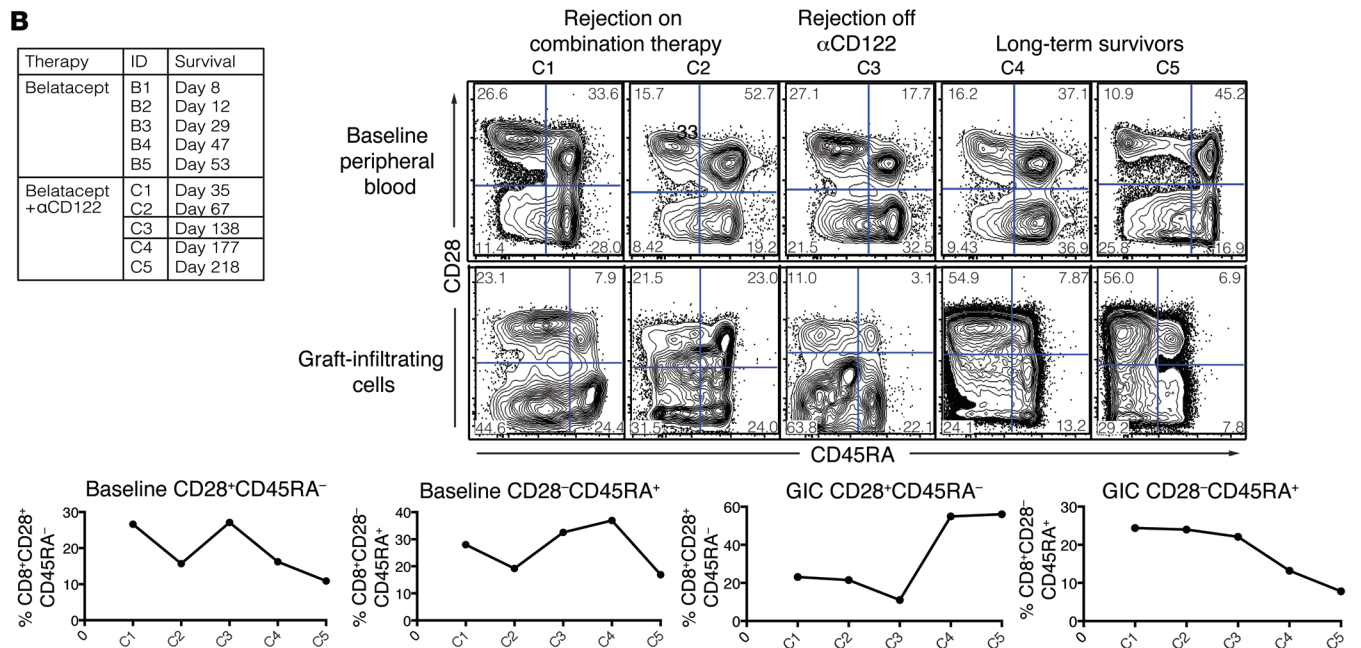 B
Therapy ID Survival
Belatacept B1 Day 8
B2 Day 12
B3 Day 29
B4 Day 47
B5 Day 53
Belatacept C1 Day 35
+αCD122 C2 Day 67
C3 Day 138
C4 Day 177
C5 Day 218
Rejection on
combination therapy
Rejection off
αCD122
Long-term survivors
C1 C2 C3 C4 C5
Baseline
peripheral
blood
26.6 33.6 15.7 52.7 27.1 17.7 16.2 37.1 10.9 45.2
33
11.4 28.0 8.42 19.2 21.5 32.5 9.43 36.9 25.8 16.9
CD28
Graft-infiltrating
cells
23.1 7.9 21.5 23.0 11.0 3.1 54.9 7.87 56.0 6.9
44.6 24.4 31.5 24.0 63.8 22.1 24.1 13.2 29.2 7.8
CD45RA
Baseline CD28⁺CD45RA⁻
% CD8⁺CD28⁺
CD45RA⁻
30
20
10
0
0 C1 C2 C3 C4 C5
Baseline CD28⁻CD45RA⁺
% CD8⁺CD28⁻
CD45RA⁺
40
30
20
10
0
0 C1 C2 C3 C4 C5
GIC CD28⁺CD45RA⁻
% CD8⁺CD28⁺
CD45RA⁻
60
40
20
0
0 C1 C2 C3 C4 C5
GIC CD28⁻CD45RA⁺
% CD8⁺CD28⁻
CD45RA⁺
30
20
10
0
0 C1 C2 C3 C4 C5